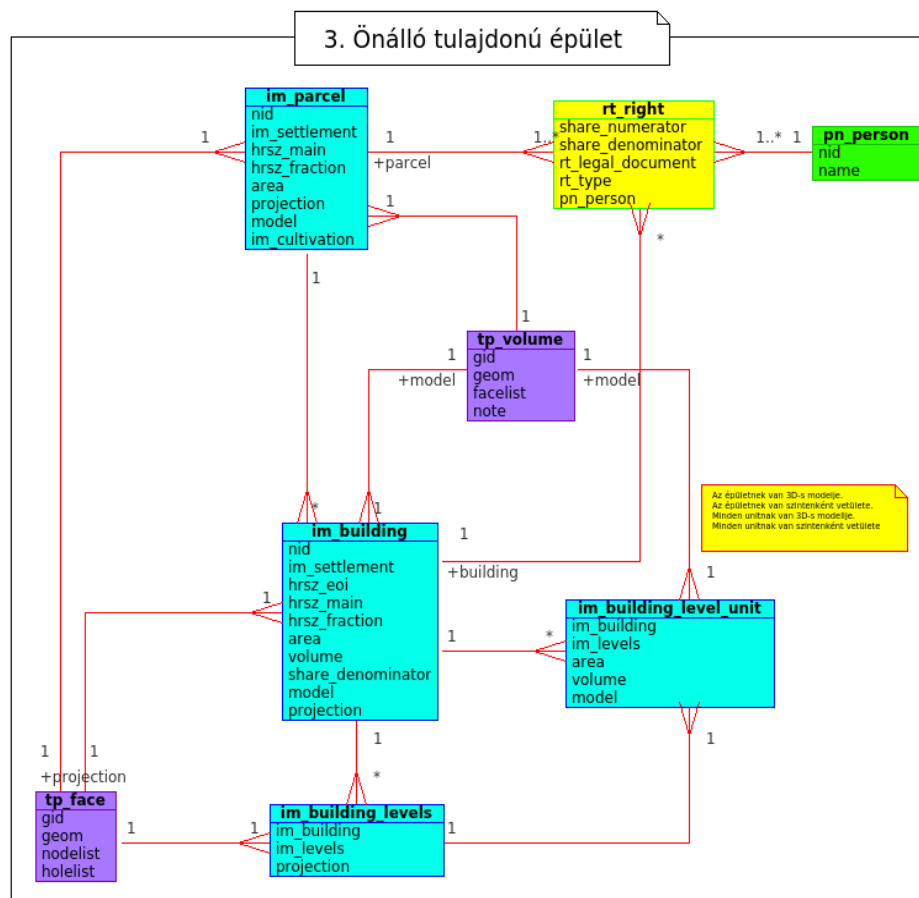 3. Önálló tulajdonú épület
im_parcel
nid
im_settlement
hrsz_main
hrsz_fraction
area
projection
model
im_cultivation
1
1
+parcel
1
1..*
rt_right
share_numerator
share_denominator
rt_legal_document
rt_type
pn_person
1..*
1
pn_person
nid
name
*
1
1
tp_volume
gid
geom
facelist
note
1
+model
1
+model
Az épületnek van 3D-s modelje.
Az épületnek van szintenként vetülete.
Minden unitnak van 3D-s modellje.
Minden unitnak van szintenként vetülete
*
1
im_building
nid
im_settlement
hrsz_eoi
hrsz_main
hrsz_fraction
area
volume
share_denominator
model
projection
1
+building
1
1
*
1
im_building_level_unit
im_building
im_levels
area
volume
model
1
1
*
1
1
+projection
tp_face
gid
geom
nodelist
holelist
1
1
im_building_levels
im_building
im_levels
projection
1